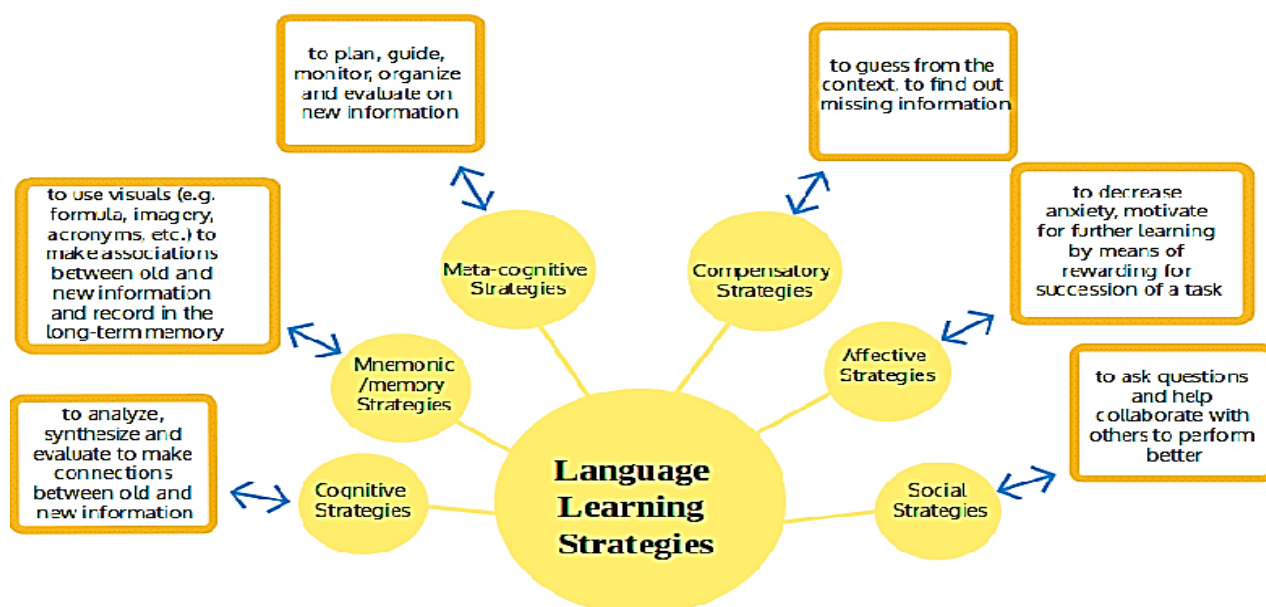 to plan, guide,
monitor, organize
and evaluate on
new information
to guess from the
context, to find out
missing information
to use visuals (e.g.
formula, imagery,
acronyms, etc.) to
make associations
between old and
new information
and record in the
long-term memory
to decrease
anxiety, motivate
for further learning
by means of
rewarding for
succession of a task
Meta-cognitive
Strategies
Compensatory
Strategies
Mnemonic
/memory
Strategies
Affective
Strategies
to analyze,
synthesize and
evaluate to make
connections
between old and
new information
to ask questions
and help
collaborate with
others to perform
better
Cognitive
Strategies
Language
Learning
Strategies
Social
Strategies